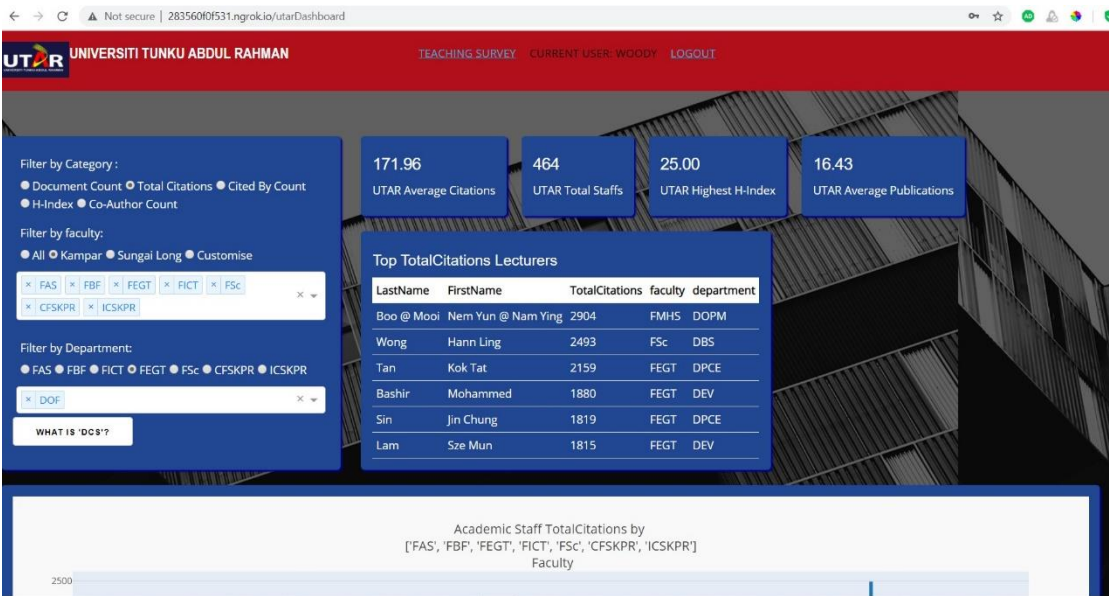 Not secure | 283560f0f531.ngrok.io/utarDashboard
UTAR UNIVERSITI TUNKU ABDUL RAHMAN
TEACHING SURVEY CURRENT USER: WOODY LOGOUT
Filter by Category :
Document Count Total Citations Cited By Count
H-Index Co-Author Count
Filter by faculty:
All Kampar Sungai Long Customise
× FAS × FBF × FEGT × FICT × FSc
× CFSKPR × ICSKPR
Filter by Department:
FAS FBF FICT FEGT FSc CFSKPR ICSKPR
× DOF
WHAT IS 'DCS'?
171.96
UTAR Average Citations
464
UTAR Total Staffs
25.00
UTAR Highest H-Index
16.43
UTAR Average Publications
Top TotalCitations Lecturers
LastName FirstName TotalCitations faculty department
Boo @ Mooi Nem Yun @ Nam Ying 2904 FMHS DOPM
Wong Hann Ling 2493 FSc DBS
Tan Kok Tat 2159 FEGT DPCE
Bashir Mohammed 1880 FEGT DEV
Sin Jin Chung 1819 FEGT DPCE
Lam Sze Mun 1815 FEGT DEV
Academic Staff TotalCitations by
['FAS', 'FBF', 'FEGT', 'FICT', 'FSc', 'CFSKPR', 'ICSKPR']
Faculty
2500